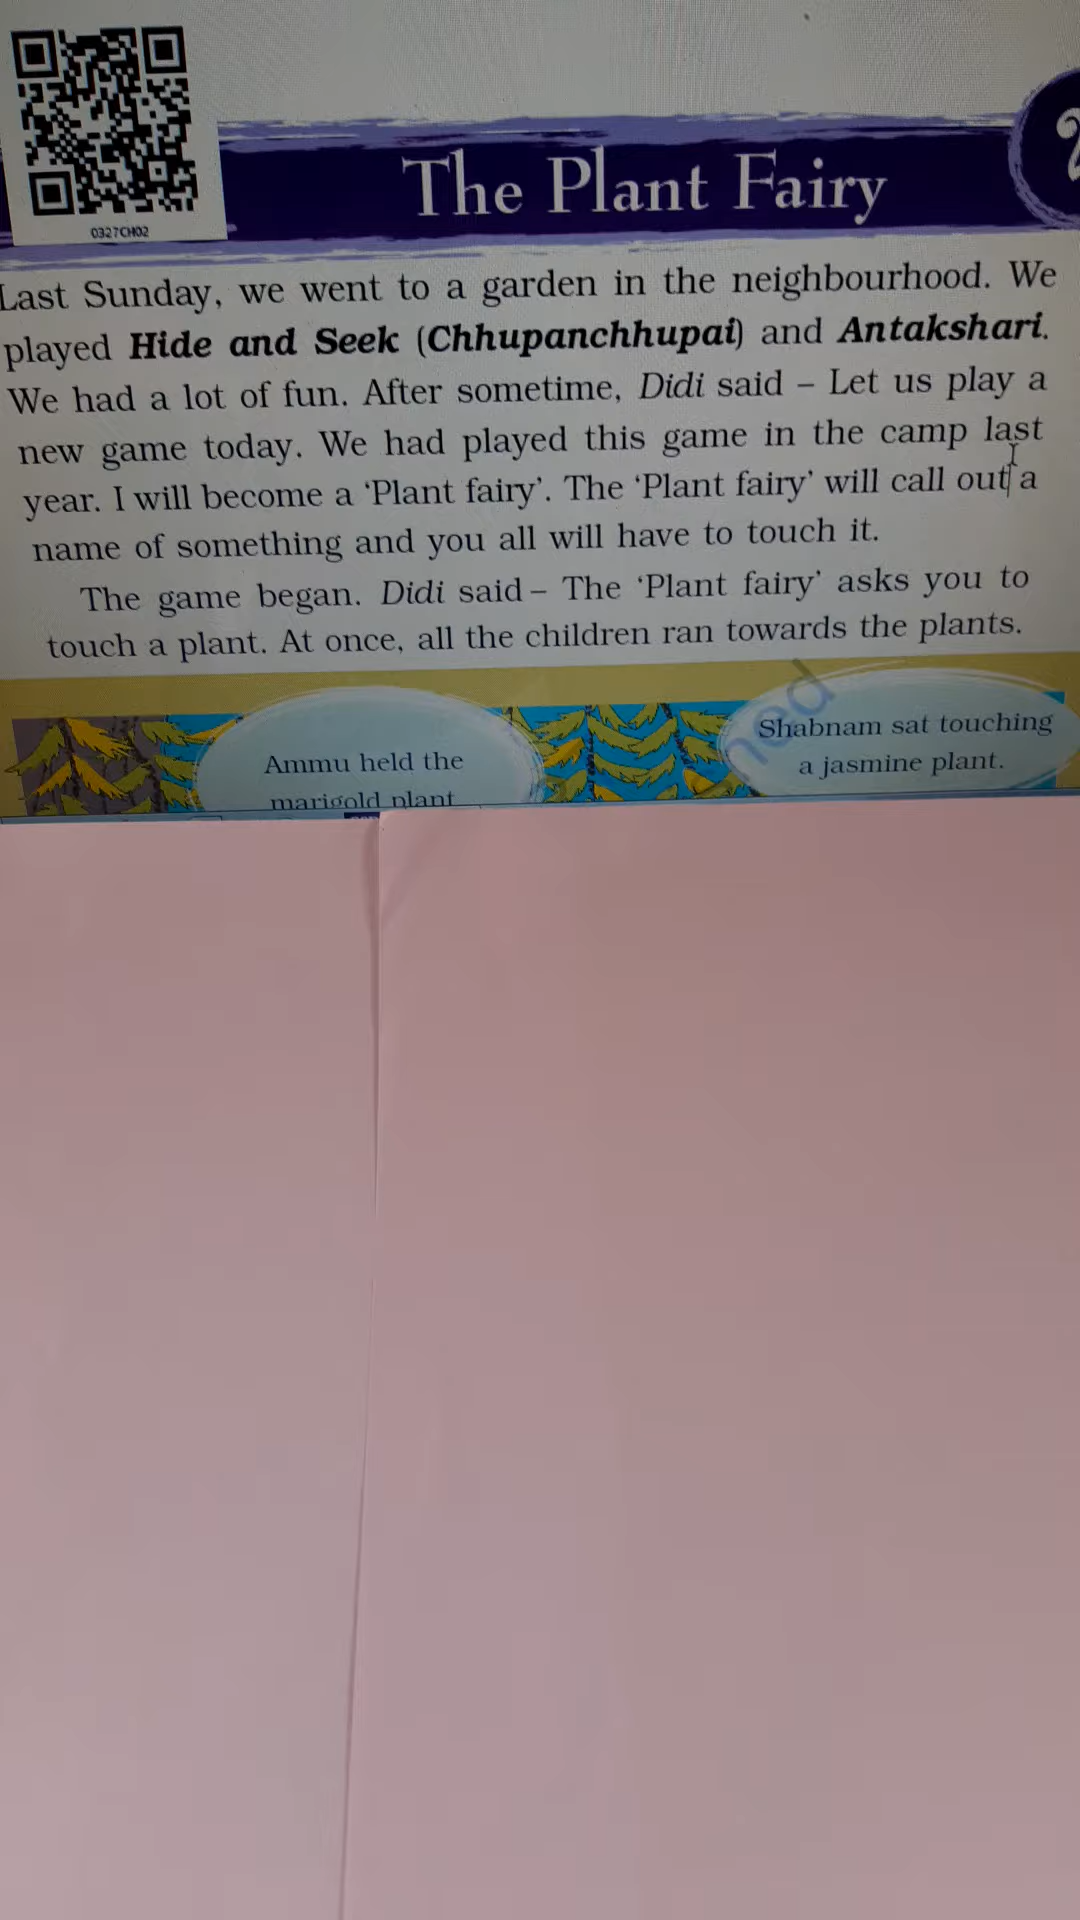 The Plant Fairy
0327CH02
Last Sunday, we went to a garden in the neighbourhood. We
played Hide and Seek (Chhupanchhupai) and Antakshari.
We had a lot of fun. After sometime, Didi said – Let us play a
new game today. We had played this game in the camp last
year. I will become a ‘Plant fairy’. The ‘Plant fairy’ will call out a
name of something and you all will have to touch it.
The game began. Didi said – The ‘Plant fairy’ asks you to
touch a plant. At once, all the children ran towards the plants.
Ammu held the
marigold plant
Shabnam sat touching
a jasmine plant.